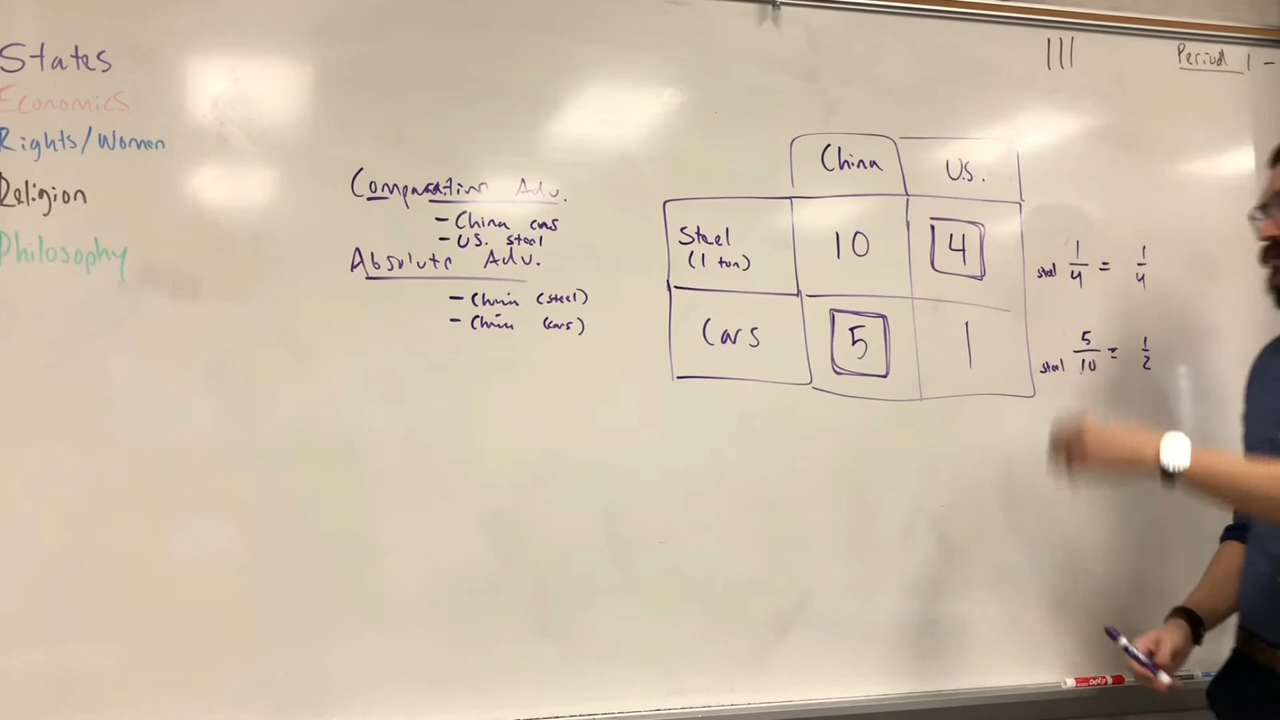 States
Economics
Rights/Women
Religion
Philosophy
Comparative Adv.
- China cars
- U.S. steel
Absolute Adv.
- China (steel)
- China (cars)
China U.S.
Steel (1 ton) 10 4
Cars 5 1
steel 1/4 = 1/4
steel 5/10 = 1/2
III
Period 1 -